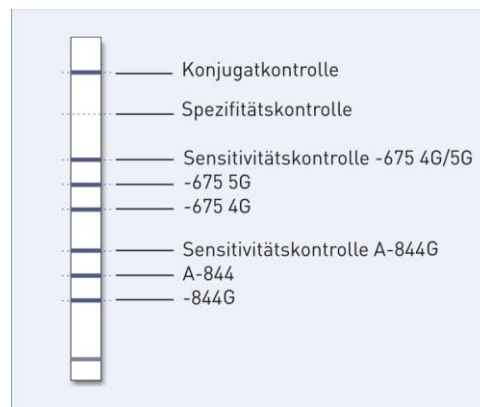 Konjugatkontrolle
Spezifitätskontrolle
Sensitivitätskontrolle -675 4G/5G
-675 5G
-675 4G
Sensitivitätskontrolle A-844G
A-844
-844G